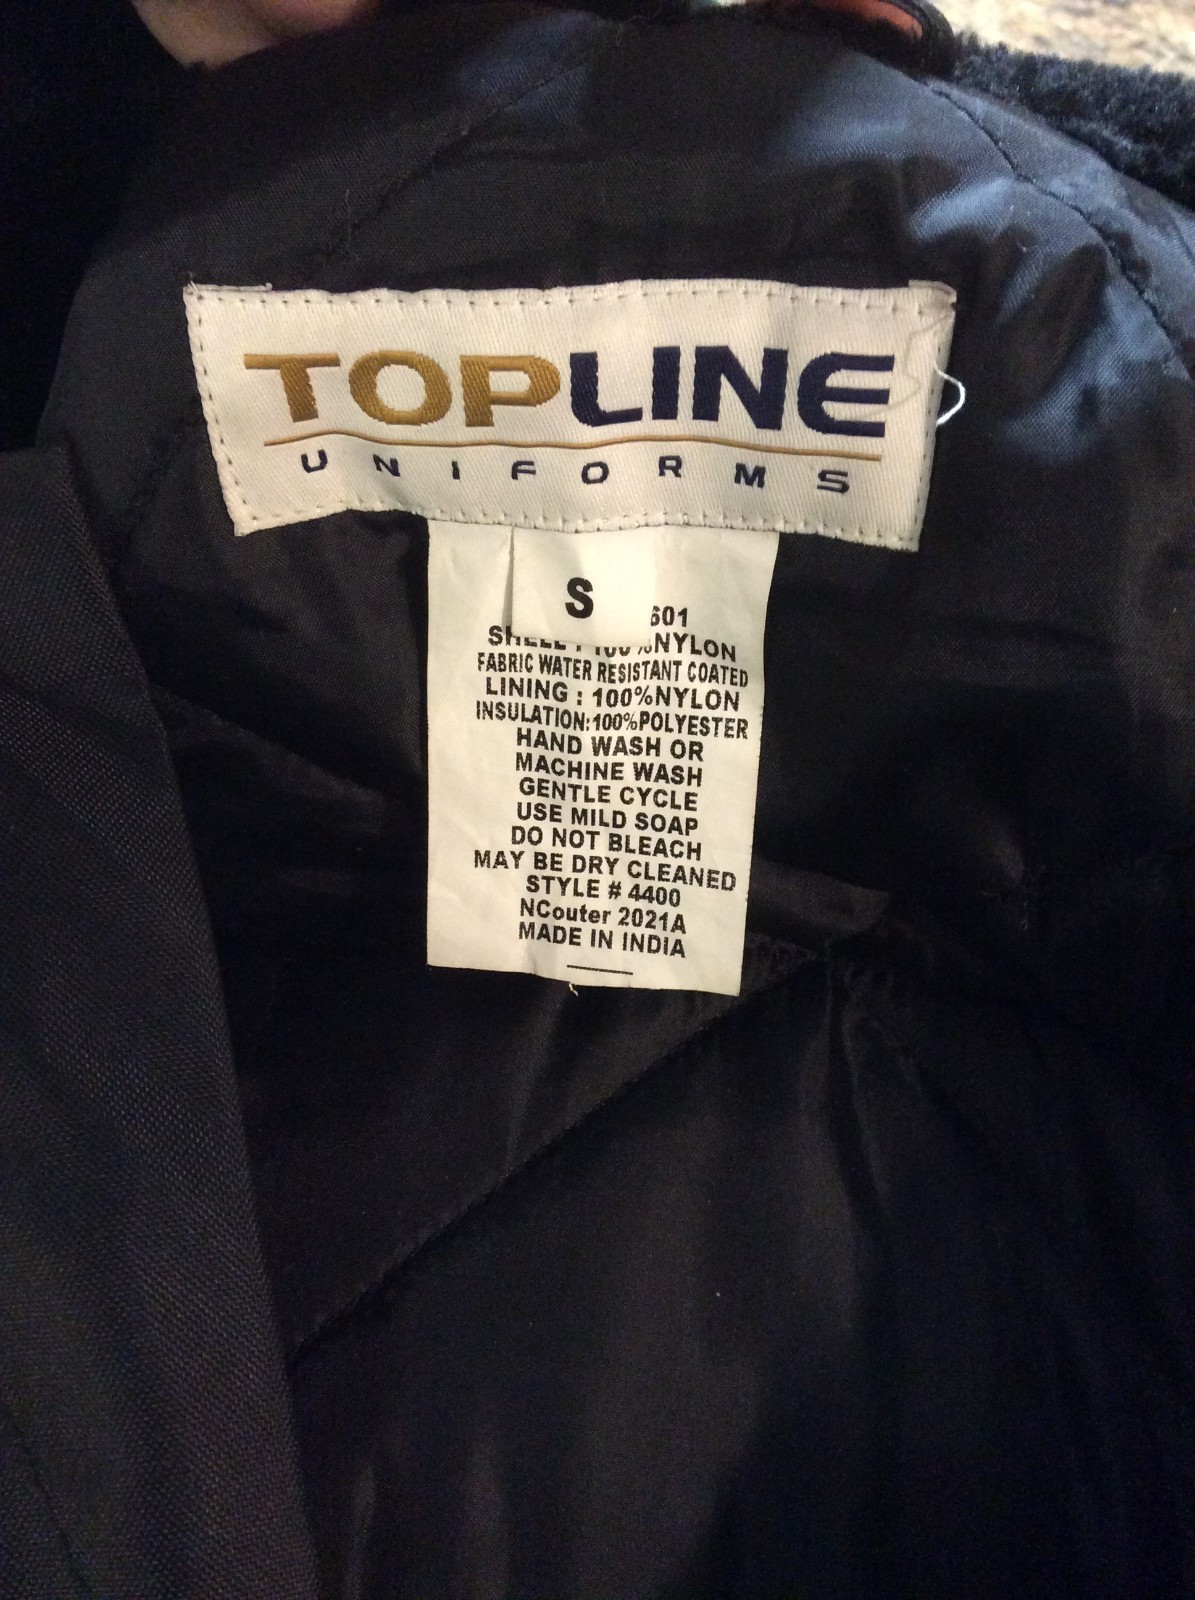 TOPLINE
UNIFORMS
S
601
SHELL : 100%NYLON
FABRIC WATER RESISTANT COATED
LINING : 100%NYLON
INSULATION:100%POLYESTER
HAND WASH OR
MACHINE WASH
GENTLE CYCLE
USE MILD SOAP
DO NOT BLEACH
MAY BE DRY CLEANED
STYLE # 4400
NCouter 2021A
MADE IN INDIA